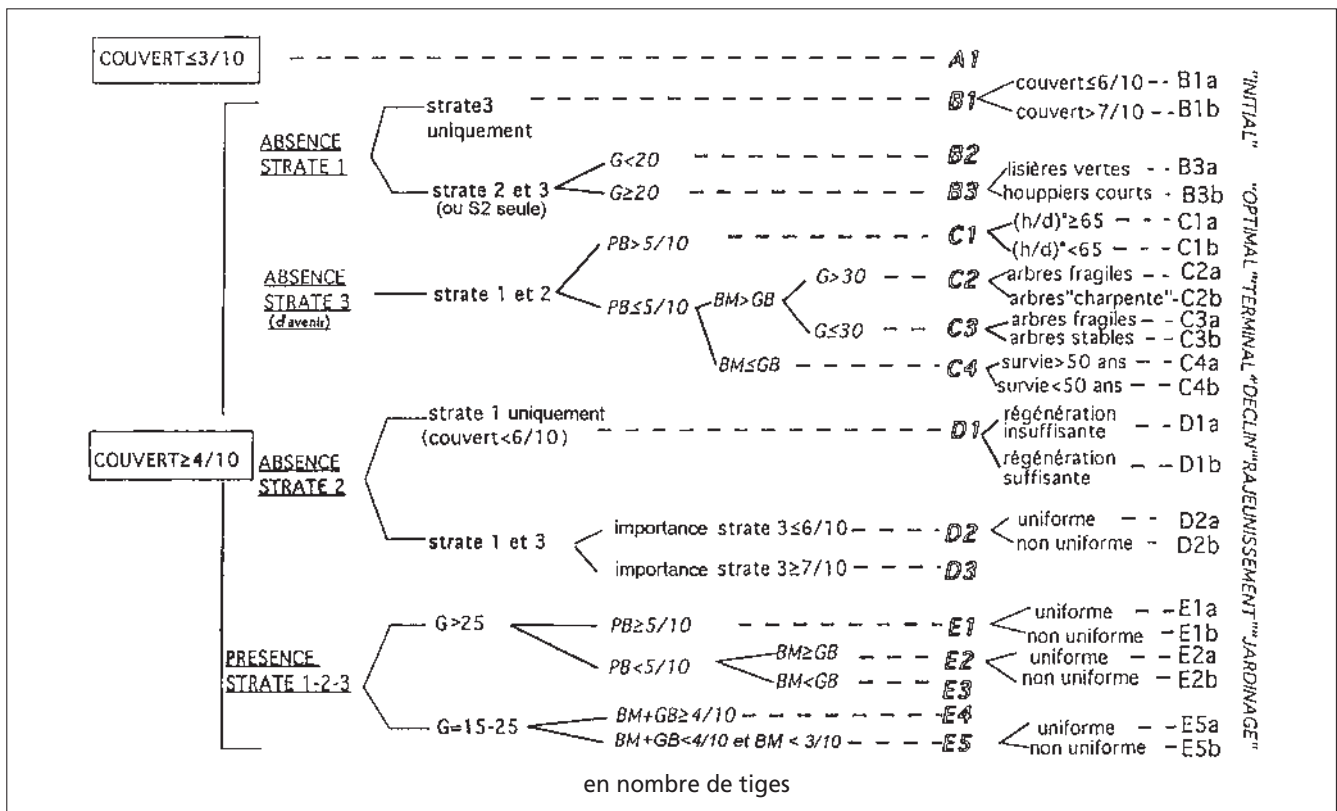 COUVERT≤3/10 A1
B1 couvert≤6/10 B1a
couvert>7/10 B1b
ABSENCE STRATE 1
strate3 uniquement
strate 2 et 3
(ou S2 seule)
G<20 B2
G≥20 B3
lisières vertes B3a
houppiers courts B3b
ABSENCE STRATE 3
(d'avenir)
strate 1 et 2
PB>5/10 C1
(h/d)°≥65 C1a
(h/d)°<65 C1b
PB≤5/10
BM>GB
G>30 C2
arbres fragiles C2a
arbres"charpente" C2b
G≤30 C3
arbres fragiles C3a
arbres stables C3b
BM≤GB C4
survie>50 ans C4a
survie<50 ans C4b
COUVERT≥4/10
ABSENCE STRATE 2
strate 1 uniquement
(couvert<6/10)
D1
régénération insuffisante D1a
régénération suffisante D1b
strate 1 et 3
importance strate 3≤6/10 D2
uniforme D2a
non uniforme D2b
importance strate 3≥7/10 D3
PRESENCE STRATE 1-2-3
G>25
PB≥5/10 E1
uniforme E1a
non uniforme E1b
PB<5/10
BM≥GB E2
uniforme E2a
non uniforme E2b
BM<GB E3
G=15-25
BM+GB≥4/10 E4
BM+GB<4/10 et BM < 3/10 E5
uniforme E5a
non uniforme E5b
"INITIAL"
"OPTIMAL"
"TERMINAL"
"DECLIN"
"RAJEUNISSEMENT"
"JARDINAGE"
en nombre de tiges